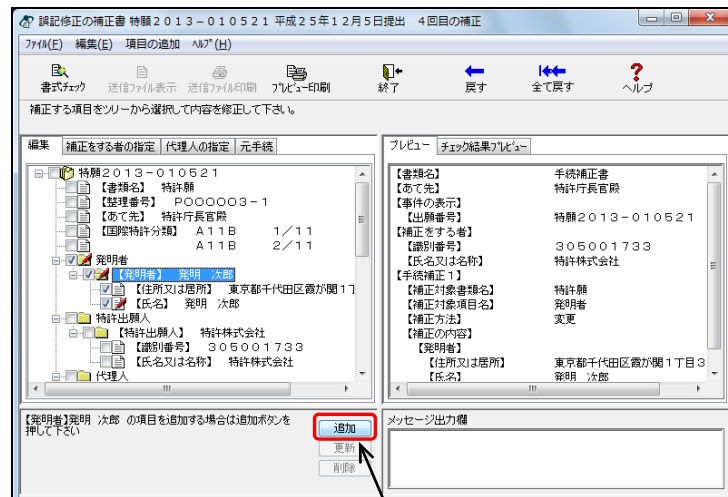 誤記修正の補正書 特願２０１３－０１０５２１ 平成２５年１２月５日提出 ４回目の補正
ﾌｧｲﾙ(F) 編集(E) 項目の追加 ﾍﾙﾌﾟ(H)
書式ﾁｪｯｸ 送信ﾌｧｲﾙ表示 送信ﾌｧｲﾙ印刷 ﾌﾟﾚﾋﾞｭｰ印刷 終了 戻す 全て戻す ヘルプ
補正する項目をツリーから選択して内容を修正して下さい。
編集 補正をする者の指定 代理人の指定 元手続
特願２０１３－０１０５２１
【書類名】 特許願
【整理番号】 ＰＯＯＯＯＯ３－１
【あて先】 特許庁長官殿
【国際特許分類】 Ａ１１Ｂ １／１１
Ａ１１Ｂ ２／１１
発明者
【発明者】 発明 次郎
【住所又は居所】 東京都千代田区霞が関１丁
【氏名】 発明 次郎
特許出願人
【特許出願人】 特許株式会社
【識別番号】 ３０５００１７３３
【氏名又は名称】 特許株式会社
代理人
プレビュー ﾁｪｯｸ結果ﾌﾟﾚﾋﾞｭｰ
【書類名】 手続補正書
【あて先】 特許庁長官殿
【事件の表示】
【出願番号】 特願２０１３－０１０５２１
【補正をする者】
【識別番号】 ３０５００１７３３
【氏名又は名称】 特許株式会社
【手続補正１】
【補正対象書類名】 特許願
【補正対象項目名】 発明者
【補正方法】 変更
【補正の内容】
【発明者】
【住所又は居所】 東京都千代田区霞が関１丁目３
【氏名】 発明 次郎
【発明者】発明 次郎 の項目を追加する場合は追加ボタンを
押して下さい
追加
更新
削除
メッセージ出力欄